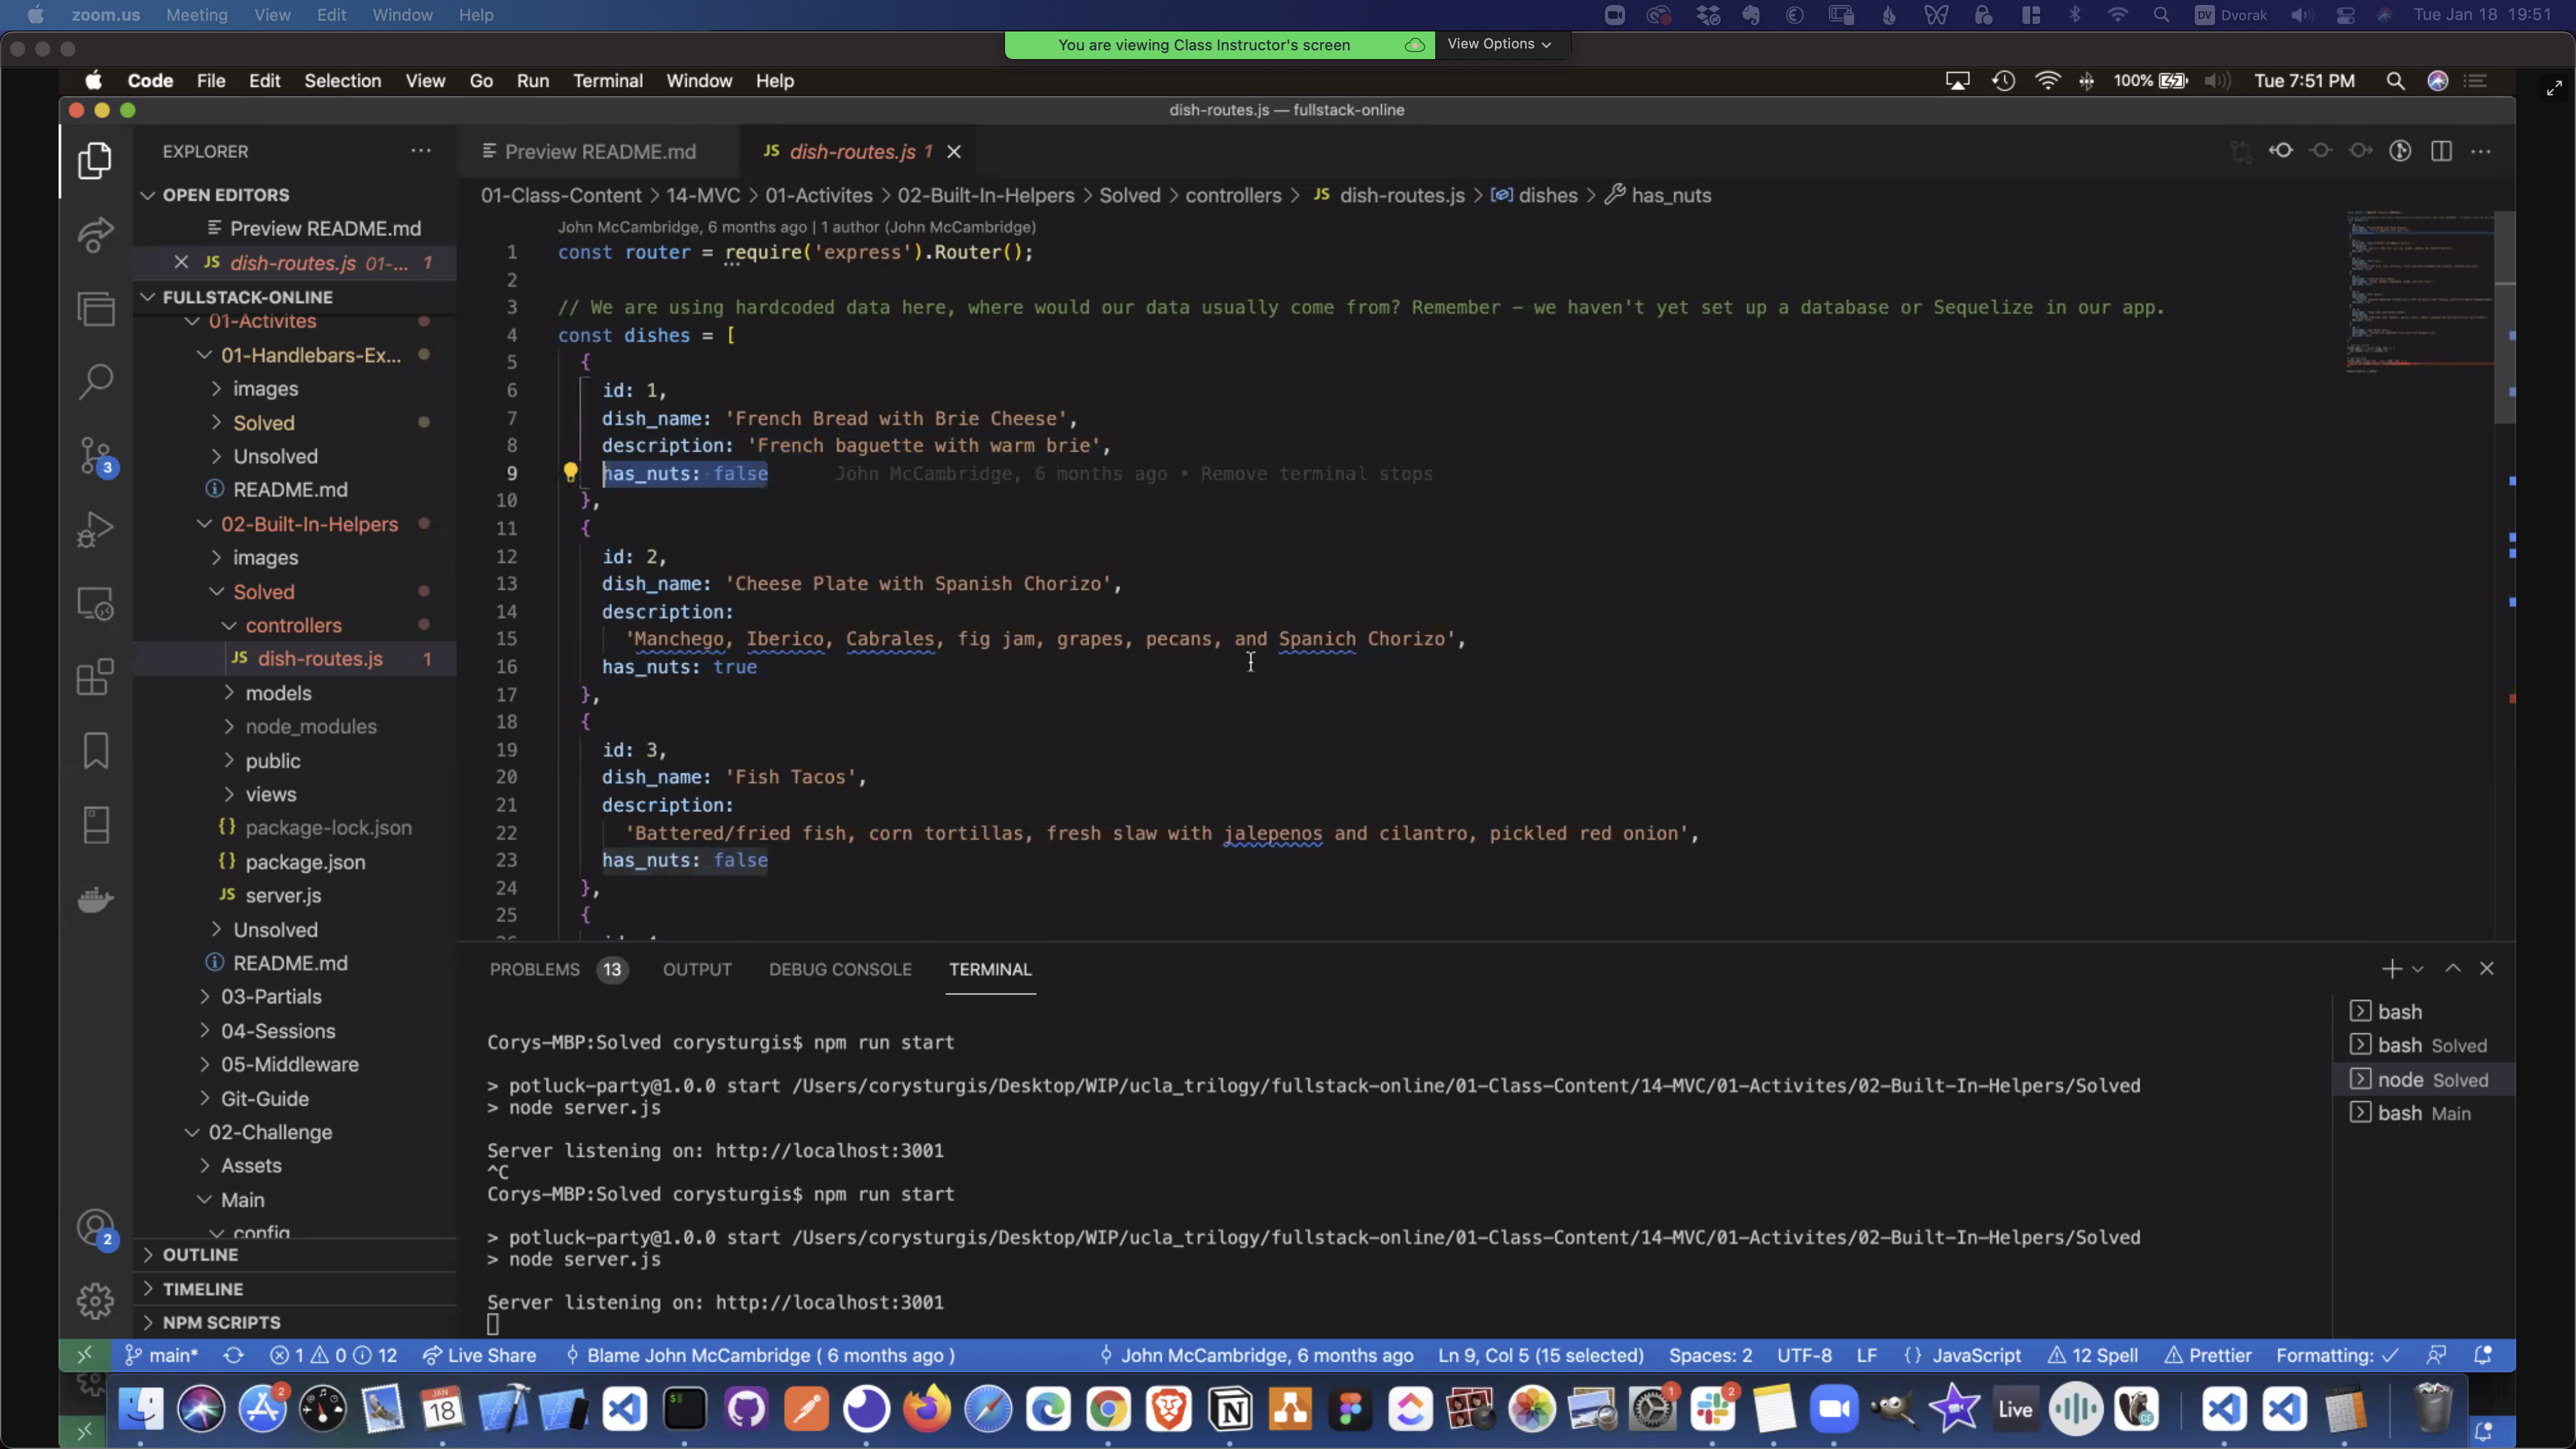 zoom.us Meeting View Edit Window Help
DV Dvorak Tue Jan 18 19:51
You are viewing Class Instructor's screen View Options
Code File Edit Selection View Go Run Terminal Window Help
100% Tue 7:51 PM
dish-routes.js — fullstack-online
EXPLORER
OPEN EDITORS
Preview README.md
JS dish-routes.js 01-... 1
FULLSTACK-ONLINE
01-Activites
01-Handlebars-Ex...
images
Solved
Unsolved
README.md
02-Built-In-Helpers
images
Solved
controllers
JS dish-routes.js 1
models
node_modules
public
views
{} package-lock.json
{} package.json
JS server.js
Unsolved
README.md
03-Partials
04-Sessions
05-Middleware
Git-Guide
02-Challenge
Assets
Main
config
OUTLINE
TIMELINE
NPM SCRIPTS
3
2
Preview README.md JS dish-routes.js 1
01-Class-Content > 14-MVC > 01-Activites > 02-Built-In-Helpers > Solved > controllers > JS dish-routes.js > dishes > has_nuts
John McCambridge, 6 months ago | 1 author (John McCambridge)
1 const router = require('express').Router();
2
3 // We are using hardcoded data here, where would our data usually come from? Remember – we haven't yet set up a database or Sequelize in our app.
4 const dishes = [
5 {
6 id: 1,
7 dish_name: 'French Bread with Brie Cheese',
8 description: 'French baguette with warm brie',
9 has_nuts: false John McCambridge, 6 months ago • Remove terminal stops
10 },
11 {
12 id: 2,
13 dish_name: 'Cheese Plate with Spanish Chorizo',
14 description:
15 'Manchego, Iberico, Cabrales, fig jam, grapes, pecans, and Spanich Chorizo',
16 has_nuts: true
17 },
18 {
19 id: 3,
20 dish_name: 'Fish Tacos',
21 description:
22 'Battered/fried fish, corn tortillas, fresh slaw with jalepenos and cilantro, pickled red onion',
23 has_nuts: false
24 },
25 {
PROBLEMS 13 OUTPUT DEBUG CONSOLE TERMINAL
Corys-MBP:Solved corysturgis$ npm run start
> potluck-party@1.0.0 start /Users/corysturgis/Desktop/WIP/ucla_trilogy/fullstack-online/01-Class-Content/14-MVC/01-Activites/02-Built-In-Helpers/Solved
> node server.js
Server listening on: http://localhost:3001
^C
Corys-MBP:Solved corysturgis$ npm run start
> potluck-party@1.0.0 start /Users/corysturgis/Desktop/WIP/ucla_trilogy/fullstack-online/01-Class-Content/14-MVC/01-Activites/02-Built-In-Helpers/Solved
> node server.js
Server listening on: http://localhost:3001
bash
bash Solved
node Solved
bash Main
main* 1 0 12 Live Share Blame John McCambridge ( 6 months ago ) John McCambridge, 6 months ago Ln 9, Col 5 (15 selected) Spaces: 2 UTF-8 LF {} JavaScript 12 Spell Prettier Formatting: ✓
2 JAN 18 Live 1 2